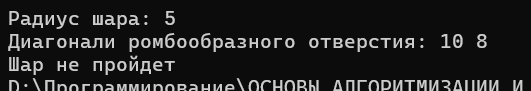 Радиус шара: 5
Диагонали ромбообразного отверстия: 10 8
Шар не пройдет
D:\Программирование\ОСНОВЫ АЛГОРИТМИЗАЦИИ И